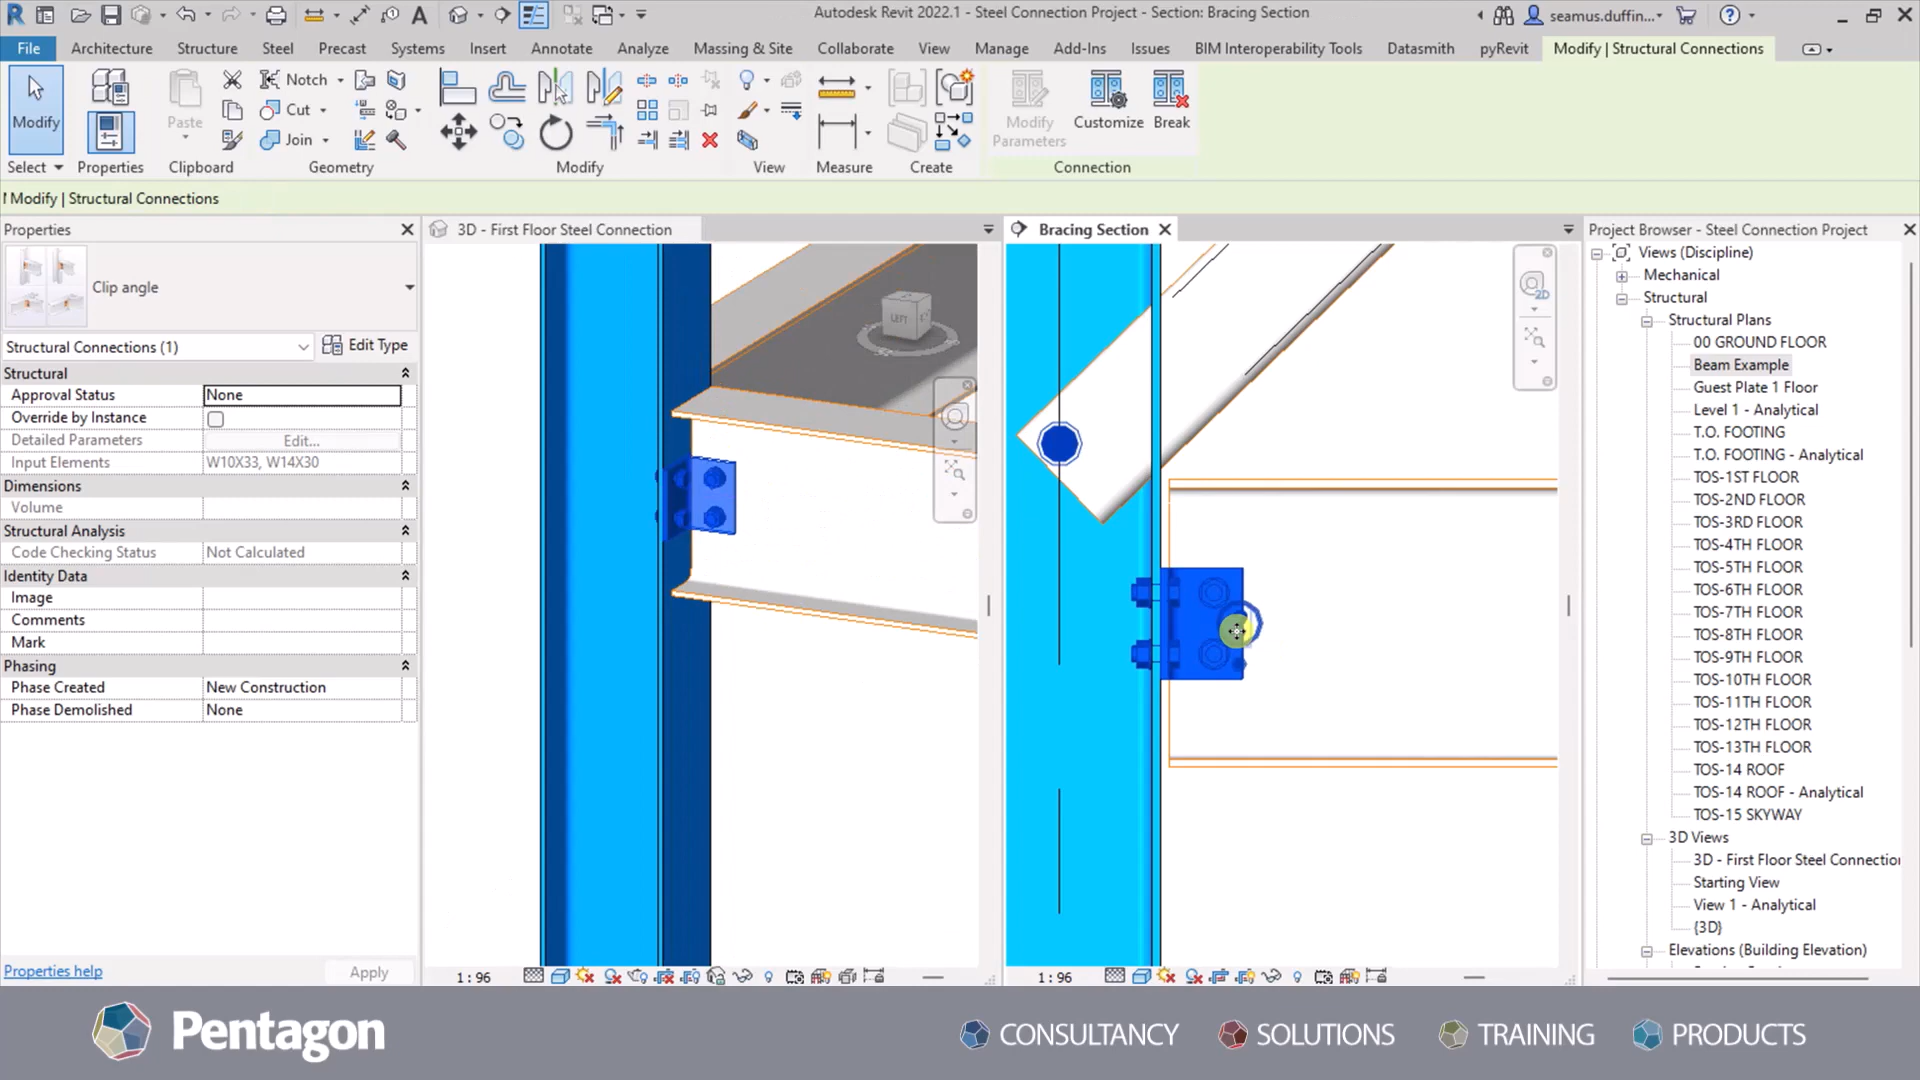 Autodesk Revit 2022.1 - Steel Connection Project - Section: Bracing Section
seamus.duffin...
File Architecture Structure Steel Precast Systems Insert Annotate Analyze Massing & Site Collaborate View Manage Add-Ins Issues BIM Interoperability Tools Datasmith pyRevit Modify | Structural Connections
Notch
Cut
Join
Modify
Paste
Modify Parameters
Customize
Break
Select Properties Clipboard Geometry Modify View Measure Create Connection
Modify | Structural Connections
Properties
Clip angle
Structural Connections (1)
Edit Type
Structural
Approval Status None
Override by Instance
Detailed Parameters Edit...
Input Elements W10X33, W14X30
Dimensions
Volume
Structural Analysis
Code Checking Status Not Calculated
Identity Data
Image
Comments
Mark
Phasing
Phase Created New Construction
Phase Demolished None
Properties help
Apply
3D - First Floor Steel Connection
LEFT
1 : 96
Bracing Section
2D
1 : 96
Project Browser - Steel Connection Project
Views (Discipline)
Mechanical
Structural
Structural Plans
00 GROUND FLOOR
Beam Example
Guest Plate 1 Floor
Level 1 - Analytical
T.O. FOOTING
T.O. FOOTING - Analytical
TOS-1ST FLOOR
TOS-2ND FLOOR
TOS-3RD FLOOR
TOS-4TH FLOOR
TOS-5TH FLOOR
TOS-6TH FLOOR
TOS-7TH FLOOR
TOS-8TH FLOOR
TOS-9TH FLOOR
TOS-10TH FLOOR
TOS-11TH FLOOR
TOS-12TH FLOOR
TOS-13TH FLOOR
TOS-14 ROOF
TOS-14 ROOF - Analytical
TOS-15 SKYWAY
3D Views
3D - First Floor Steel Connectio
Starting View
View 1 - Analytical
{3D}
Elevations (Building Elevation)
Pentagon
CONSULTANCY
SOLUTIONS
TRAINING
PRODUCTS